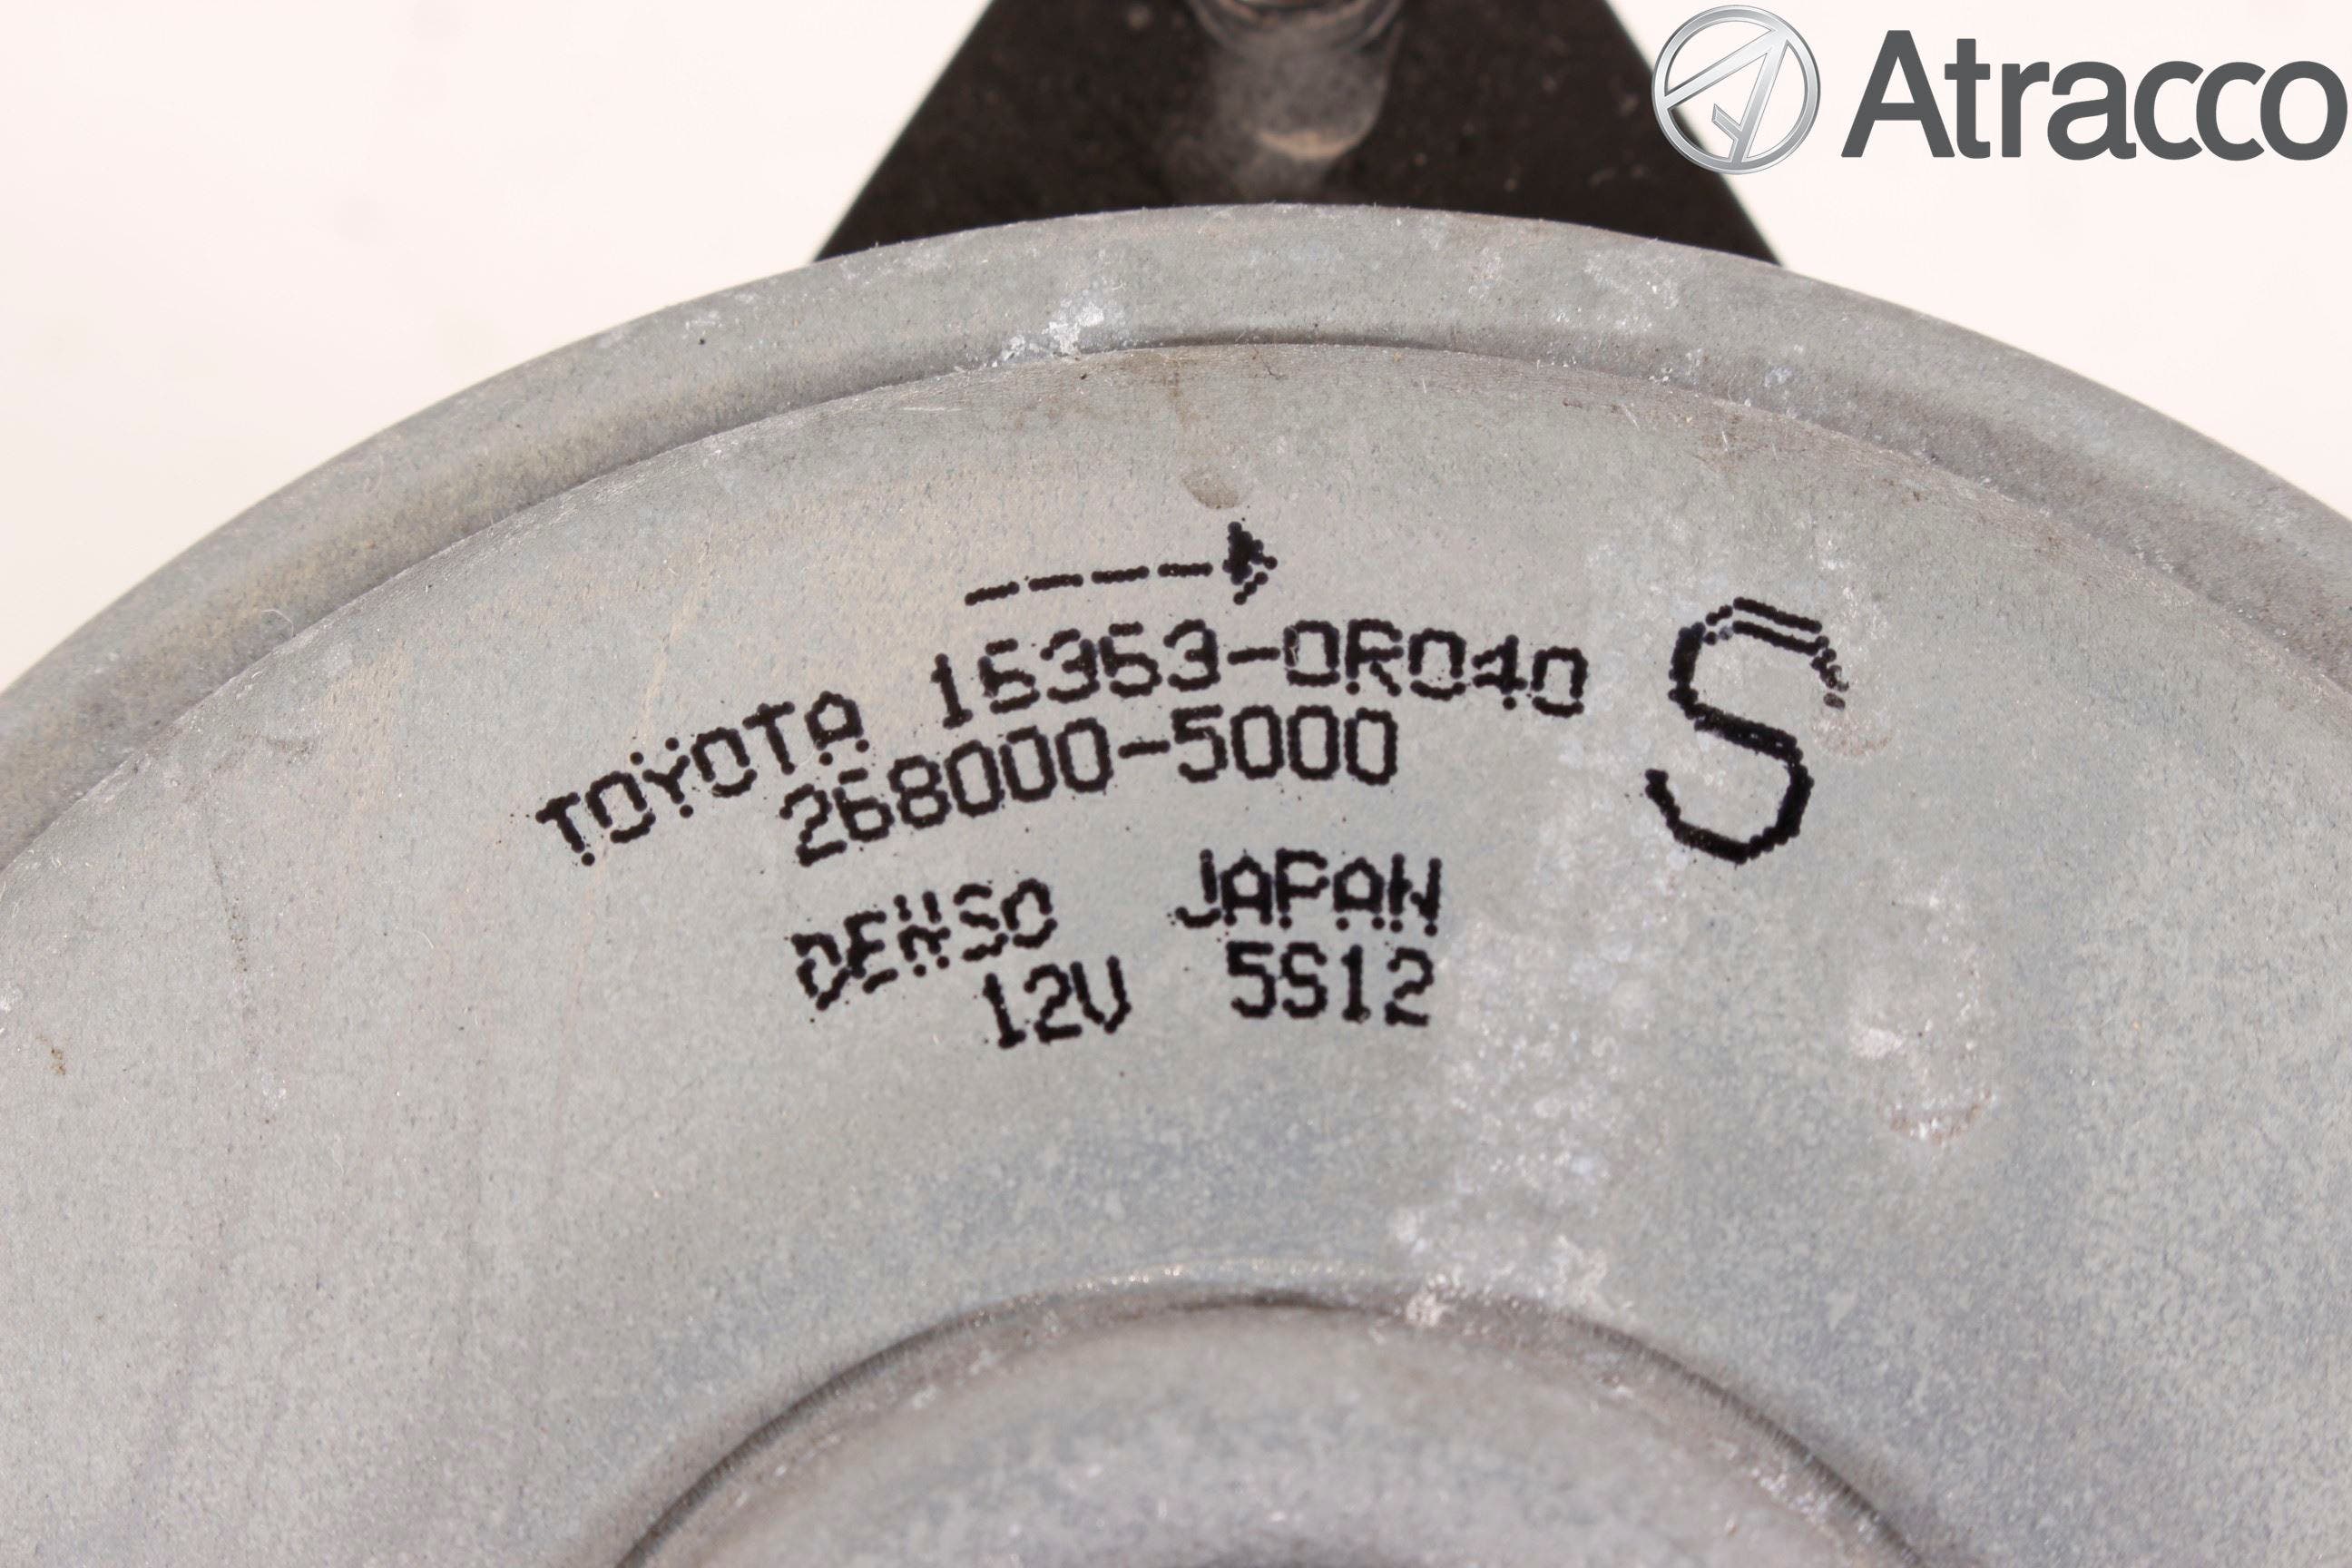 Atracco
TOYOTA 16363-0R040 S
268000-5000
DENSO JAPAN
12V 5S12